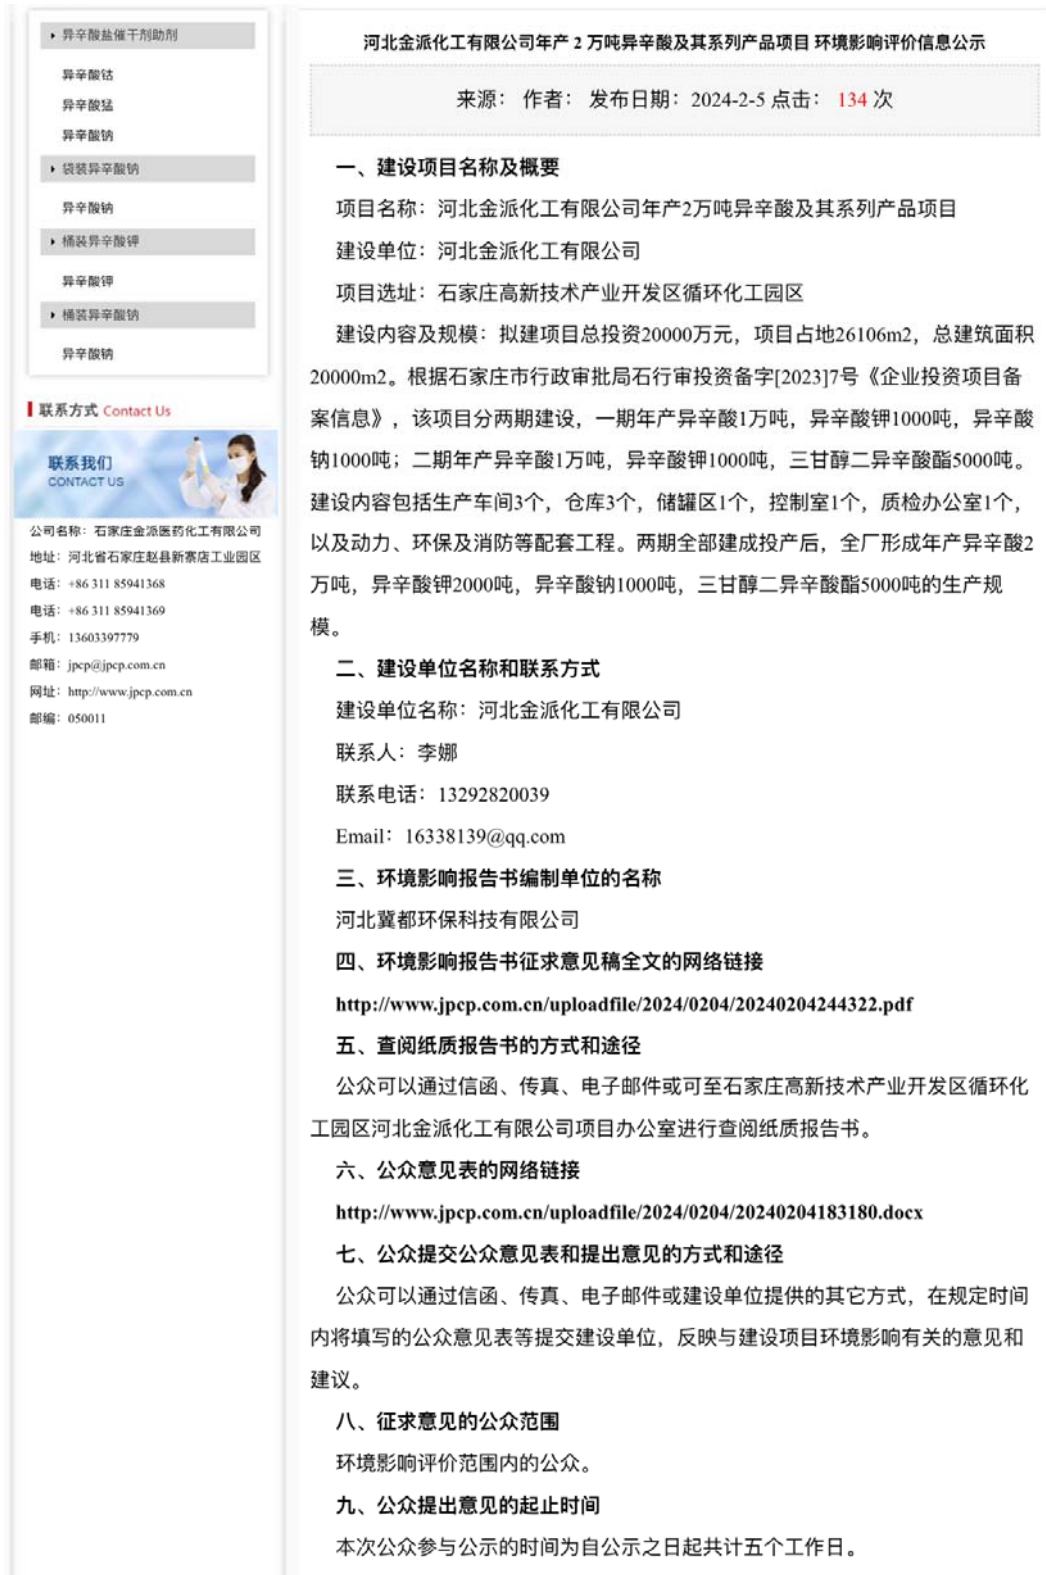 异辛酸盐催干剂助剂
异辛酸钴
异辛酸锰
异辛酸钠
袋装异辛酸钠
异辛酸钠
桶装异辛酸钾
异辛酸钾
桶装异辛酸钠
异辛酸钠
联系方式 Contact Us
联系我们
CONTACT US
公司名称：石家庄金派医药化工有限公司
地址：河北省石家庄赵县新寨店工业园区
电话：+86 311 85941368
电话：+86 311 85941369
手机：13603397779
邮箱：jpcp@jpcp.com.cn
网址：http://www.jpcp.com.cn
邮编：050011
河北金派化工有限公司年产 2 万吨异辛酸及其系列产品项目 环境影响评价信息公示
来源： 作者： 发布日期：2024-2-5 点击： 134 次
一、建设项目名称及概要
项目名称：河北金派化工有限公司年产2万吨异辛酸及其系列产品项目
建设单位：河北金派化工有限公司
项目选址：石家庄高新技术产业开发区循环化工园区
建设内容及规模：拟建项目总投资20000万元，项目占地26106m2，总建筑面积
20000m2。根据石家庄市行政审批局石行审投资备字[2023]7号《企业投资项目备
案信息》，该项目分两期建设，一期年产异辛酸1万吨，异辛酸钾1000吨，异辛酸
钠1000吨；二期年产异辛酸1万吨，异辛酸钾1000吨，三甘醇二异辛酸酯5000吨。
建设内容包括生产车间3个，仓库3个，储罐区1个，控制室1个，质检办公室1个，
以及动力、环保及消防等配套工程。两期全部建成投产后，全厂形成年产异辛酸2
万吨，异辛酸钾2000吨，异辛酸钠1000吨，三甘醇二异辛酸酯5000吨的生产规
模。
二、建设单位名称和联系方式
建设单位名称：河北金派化工有限公司
联系人：李娜
联系电话：13292820039
Email：16338139@qq.com
三、环境影响报告书编制单位的名称
河北冀都环保科技有限公司
四、环境影响报告书征求意见稿全文的网络链接
http://www.jpcp.com.cn/uploadfile/2024/0204/20240204244322.pdf
五、查阅纸质报告书的方式和途径
公众可以通过信函、传真、电子邮件或可至石家庄高新技术产业开发区循环化
工园区河北金派化工有限公司项目办公室进行查阅纸质报告书。
六、公众意见表的网络链接
http://www.jpcp.com.cn/uploadfile/2024/0204/20240204183180.docx
七、公众提交公众意见表和提出意见的方式和途径
公众可以通过信函、传真、电子邮件或建设单位提供的其它方式，在规定时间
内将填写的公众意见表等提交建设单位，反映与建设项目环境影响有关的意见和
建议。
八、征求意见的公众范围
环境影响评价范围内的公众。
九、公众提出意见的起止时间
本次公众参与公示的时间为自公示之日起共计五个工作日。